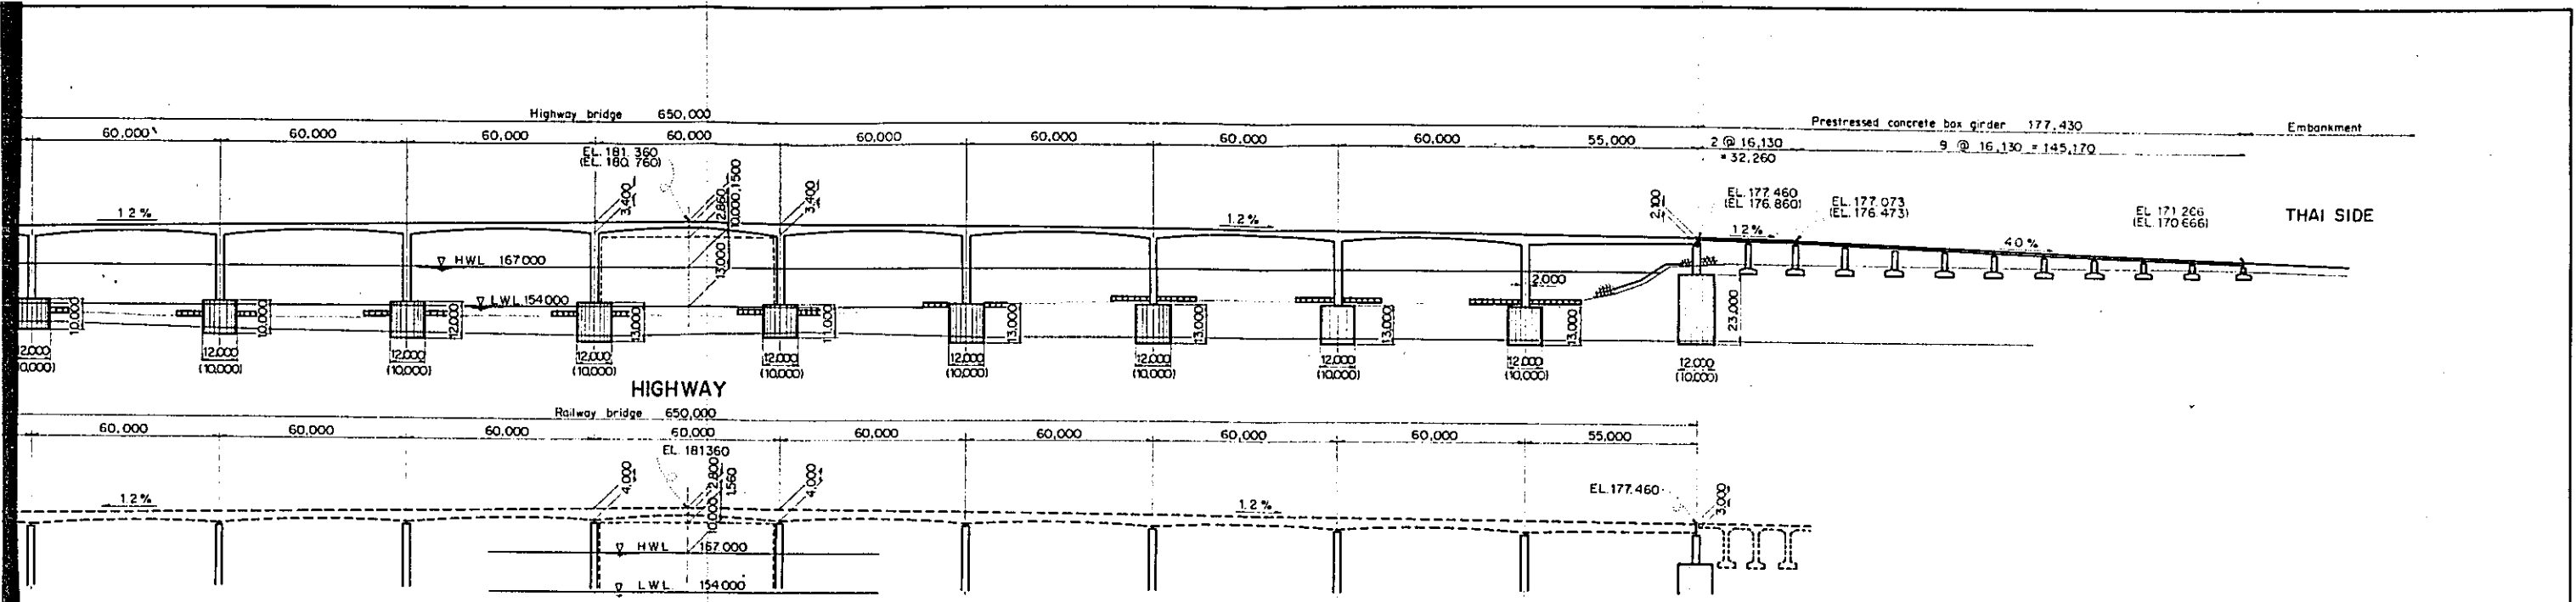 Highway bridge 650,000
Prestressed concrete box girder 177.430
Embankment
60,000 60.000 60,000 60,000 60,000 60,000 60,000 60,000 55,000
2 @ 16,130
= 32,260
9 @ 16,130 = 145,170
EL. 181.360
(EL. 180.760)
3,400
12,860
10,000
1,500
3,400
13,000
2,100
EL. 177.460
(EL. 176.860)
EL. 177.073
(EL. 176.473)
EL 171.266
(EL. 170.666)
THAI SIDE
1.2 %
1.2 %
1.2 %
4.0 %
HWL 167.000
LWL 154.000
2,000
10,000 10,000 12,000 13,000 11,000 13,000 13,000 13,000 13,000 23,000
12,000 12,000 12,000 12,000 12,000 12,000 12,000 12,000 12,000 12,000
(10,000) (10,000) (10,000) (10,000) (10,000) (10,000) (10,000) (10,000) (10,000)
HIGHWAY
Railway bridge 650,000
60,000 60,000 60,000 60,000 60,000 60,000 60,000 60,000 55,000
EL. 181.360
4,000
2,800
1,560
10,000
4,000
EL. 177.460
3,000
1.2 %
1.2 %
HWL 167.000
LWL 154.000